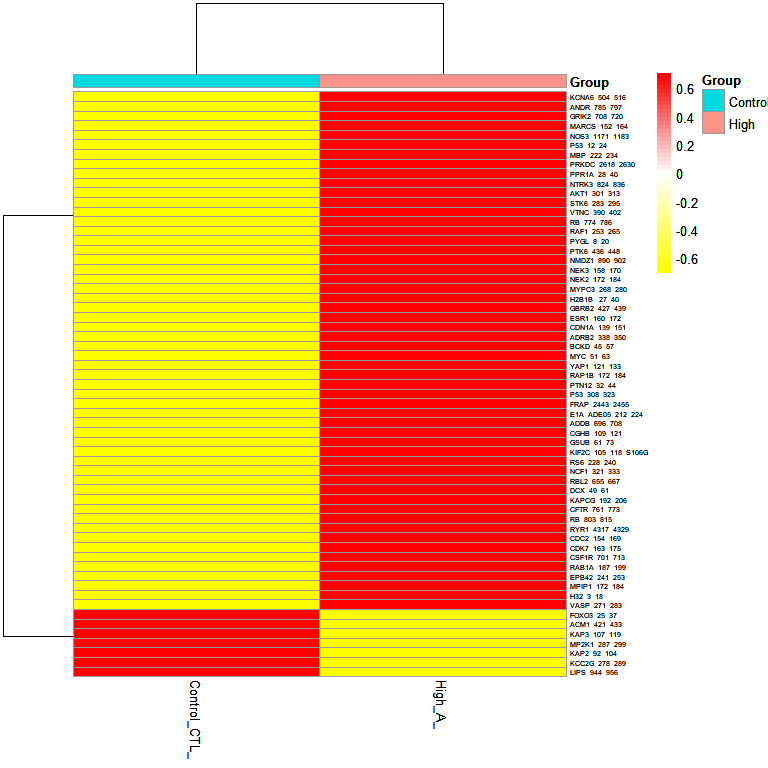 Group
KCNA6 504 516
ANDR 785 797
GRIK2 708 720
MARCS 152 164
NOS3 1171 1183
P53 12 24
MBP 222 234
PRKDC 2618 2630
PPR1A 28 40
NTRK3 824 836
AKT1 301 313
STK6 283 295
VTNC 390 402
RB 774 786
RAF1 253 265
PYGL 8 20
PTK6 436 448
NMDZ1 890 902
NEK3 158 170
NEK2 172 184
MYPC3 268 280
H2B1B 27 40
GBRB2 427 439
ESR1 160 172
CDN1A 139 151
ADRB2 338 350
BCKD 45 57
MYC 51 63
YAP1 121 133
RAP1B 172 184
PTN12 32 44
P53 308 323
FRAP 2443 2455
E1A ADE05 212 224
ADDB 696 708
CGHB 109 121
GSUB 61 73
KIF2C 105 118 S106G
RS6 228 240
NCF1 321 333
RBL2 655 667
DCX 49 61
KAPCG 192 206
CFTR 761 773
RB 803 815
RYR1 4317 4329
CDC2 154 169
CDK7 163 175
CSF1R 701 713
RAB1A 187 199
EPB42 241 253
MPIP1 172 184
H32 3 18
VASP 271 283
FOXO3 25 37
ACM1 421 433
KAP3 107 119
MP2K1 287 299
KAP2 92 104
KCC2G 278 289
LIPS 944 956
0.6
0.4
0.2
0
-0.2
-0.4
-0.6
Group
Control
High
Control_CTL_
High_A_